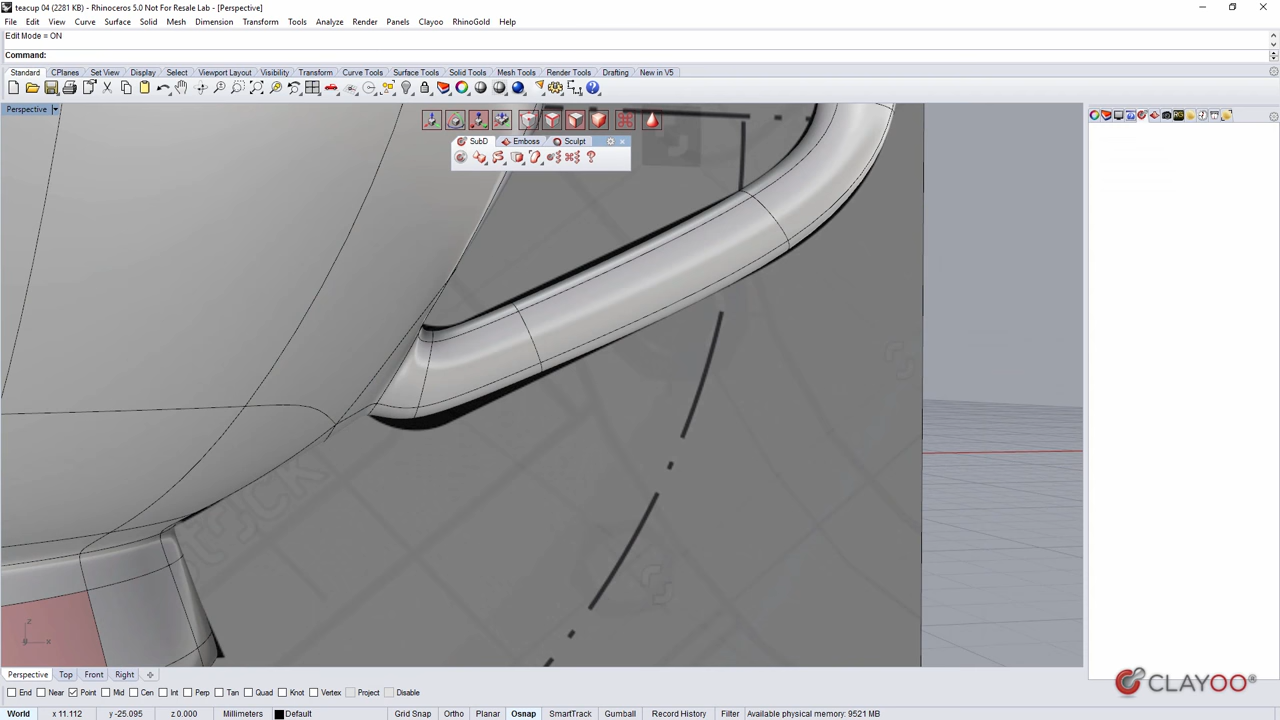 teacup 04 (2281 KB) - Rhinoceros 5.0 Not For Resale Lab - [Perspective]
File Edit View Curve Surface Solid Mesh Dimension Transform Tools Analyze Render Panels Clayoo RhinoGold Help
Edit Mode = ON
Command:
Standard CPlanes Set View Display Select Viewport Layout Visibility Transform Curve Tools Surface Tools Solid Tools Mesh Tools Render Tools Drafting New in V5
Perspective
SubD Emboss Sculpt
z
x
CLAYOO®
Perspective Top Front Right
End Near Point Mid Cen Int Perp Tan Quad Knot Vertex Project Disable
World x 11.112 y -25.095 z 0.000 Millimeters Default Grid Snap Ortho Planar Osnap SmartTrack Gumball Record History Filter Available physical memory: 9521 MB